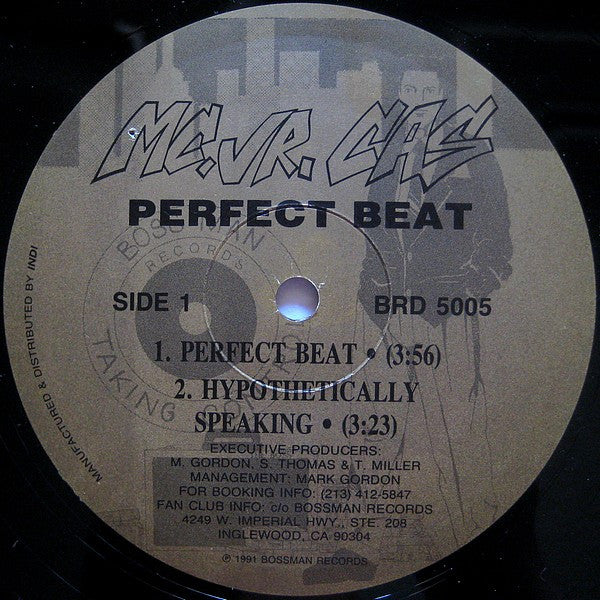 MC. JR. CAS
PERFECT BEAT
BOSSMAN
RECORDS
TAKING CONTROL
SIDE 1
BRD 5005
1. PERFECT BEAT • (3:56)
2. HYPOTHETICALLY
SPEAKING • (3:23)
EXECUTIVE PRODUCERS:
M. GORDON, S. THOMAS & T. MILLER
MANAGEMENT: MARK GORDON
FOR BOOKING INFO: (213) 412-5847
FAN CLUB INFO: c/o BOSSMAN RECORDS
4249 W. IMPERIAL HWY., STE. 208
INGLEWOOD, CA 90304
℗ 1991 BOSSMAN RECORDS
MANUFACTURED & DISTRIBUTED BY INDI